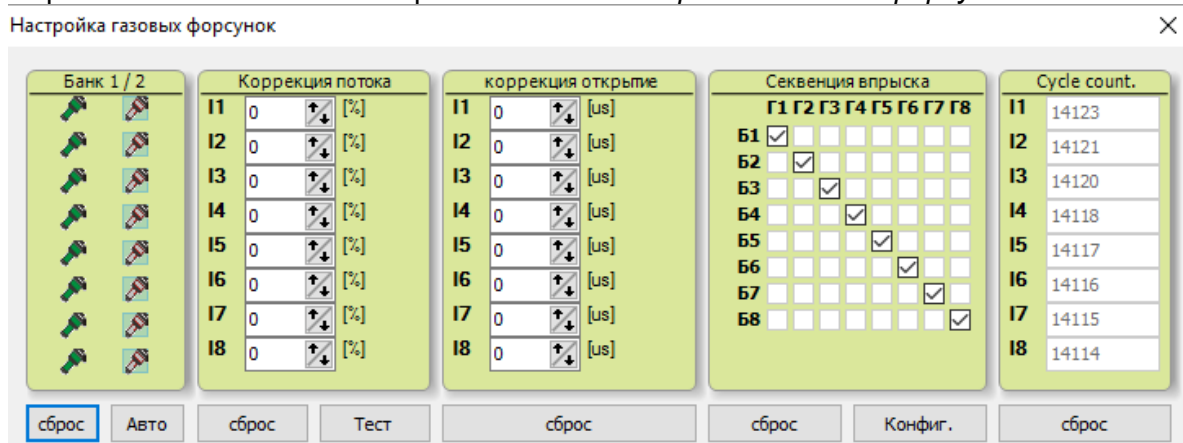 Настройка газовых форсунок
Банк 1 / 2
Коррекция потока
коррекция открытие
Секвенция впрыска
Cycle count.
I1 0 [%]
I2 0 [%]
I3 0 [%]
I4 0 [%]
I5 0 [%]
I6 0 [%]
I7 0 [%]
I8 0 [%]
I1 0 [us]
I2 0 [us]
I3 0 [us]
I4 0 [us]
I5 0 [us]
I6 0 [us]
I7 0 [us]
I8 0 [us]
Г1 Г2 Г3 Г4 Г5 Г6 Г7 Г8
Б1
Б2
Б3
Б4
Б5
Б6
Б7
Б8
I1 14123
I2 14121
I3 14120
I4 14118
I5 14117
I6 14116
I7 14115
I8 14114
сброс Авто сброс Тест сброс сброс Конфиг. сброс